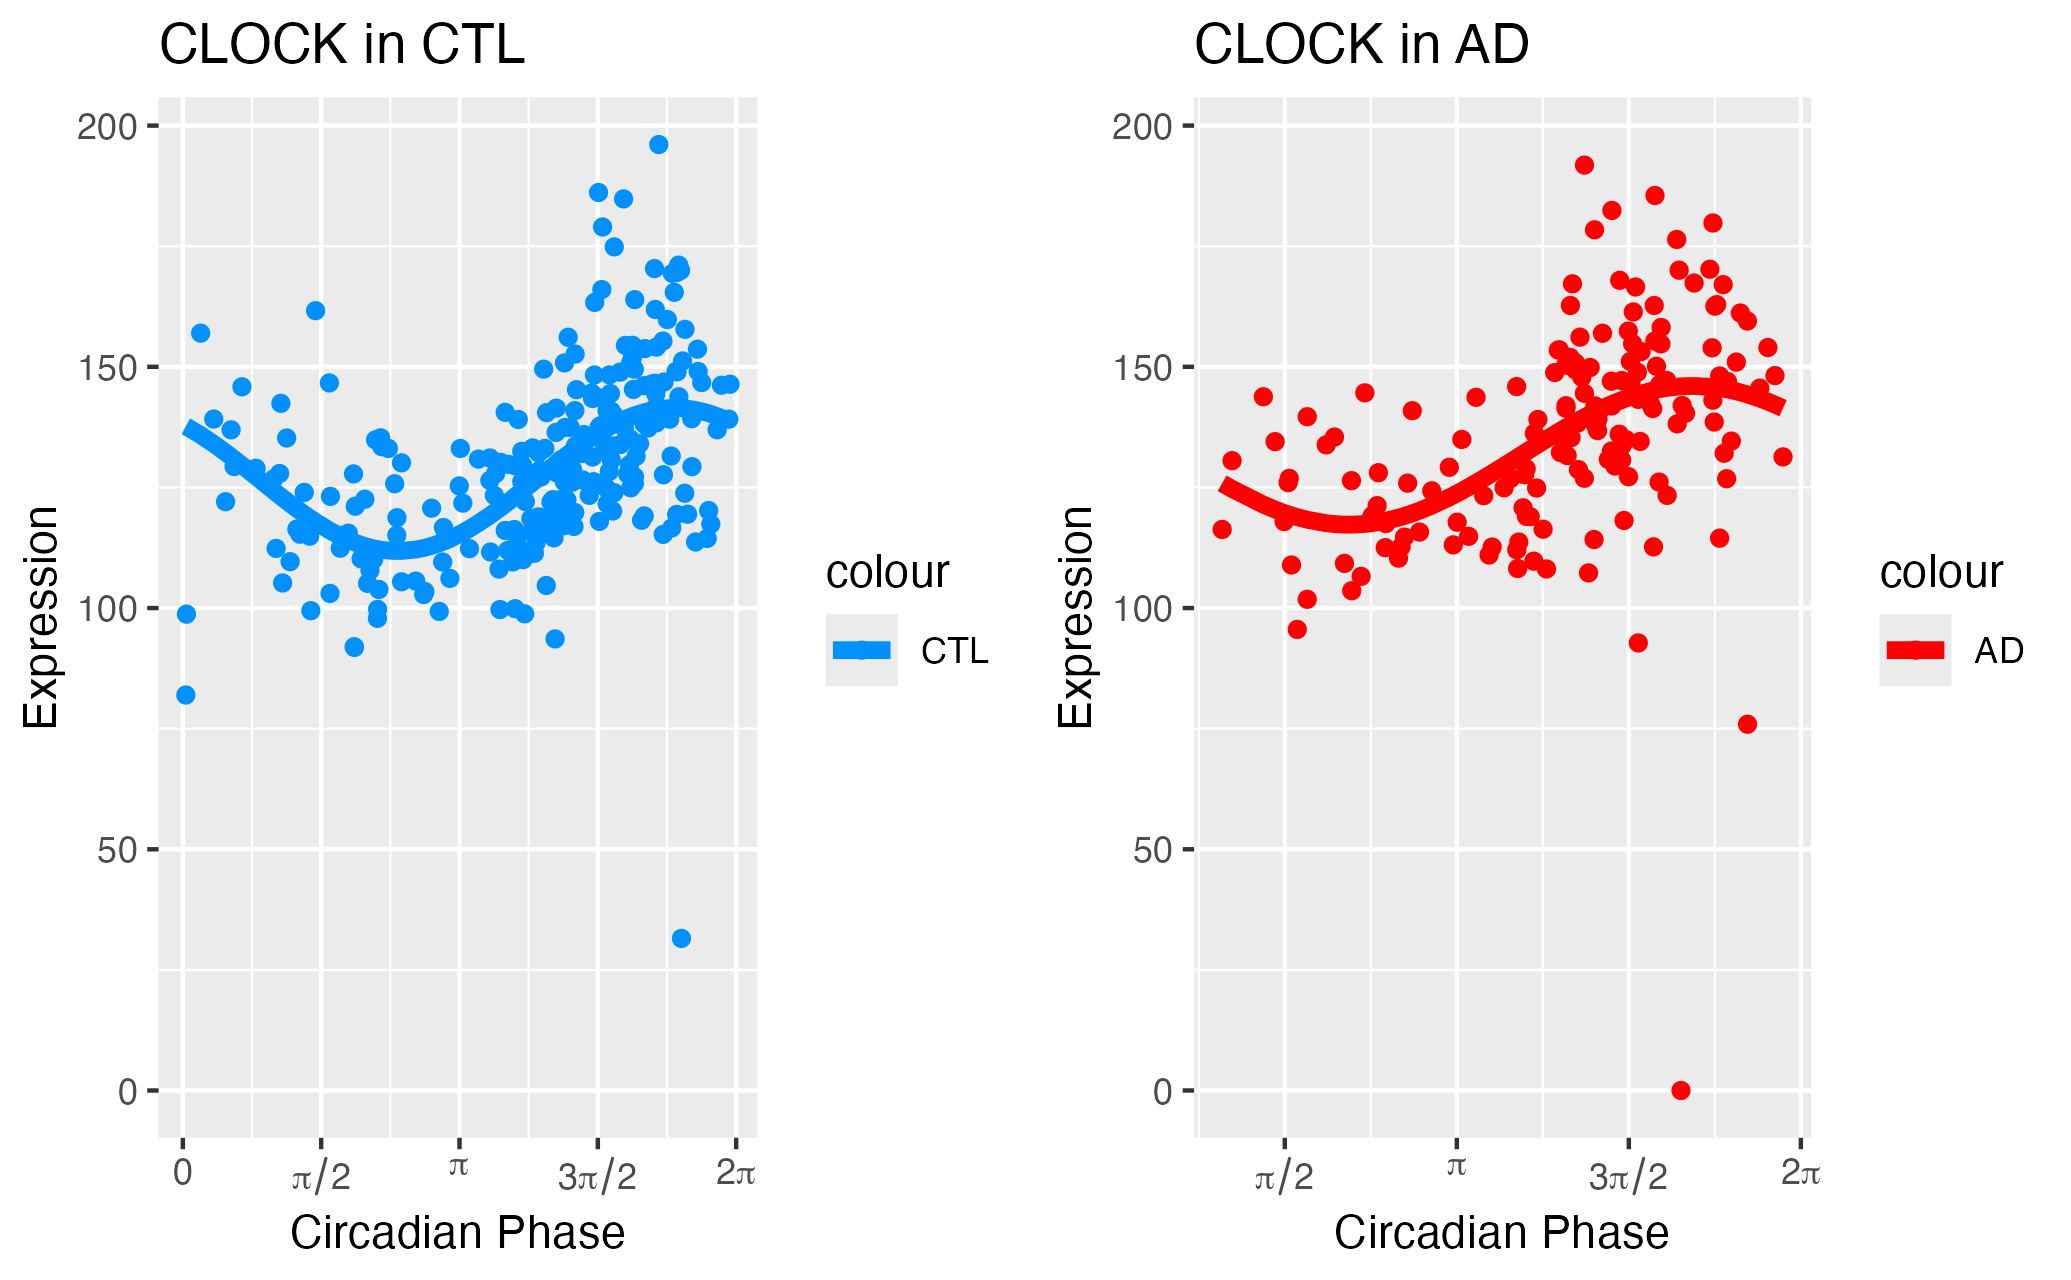 CLOCK in CTL
200
150
100
50
0
Expression
0 π/2 π 3π/2 2π
Circadian Phase
colour
CTL
CLOCK in AD
200
150
100
50
0
Expression
π/2 π 3π/2 2π
Circadian Phase
colour
AD